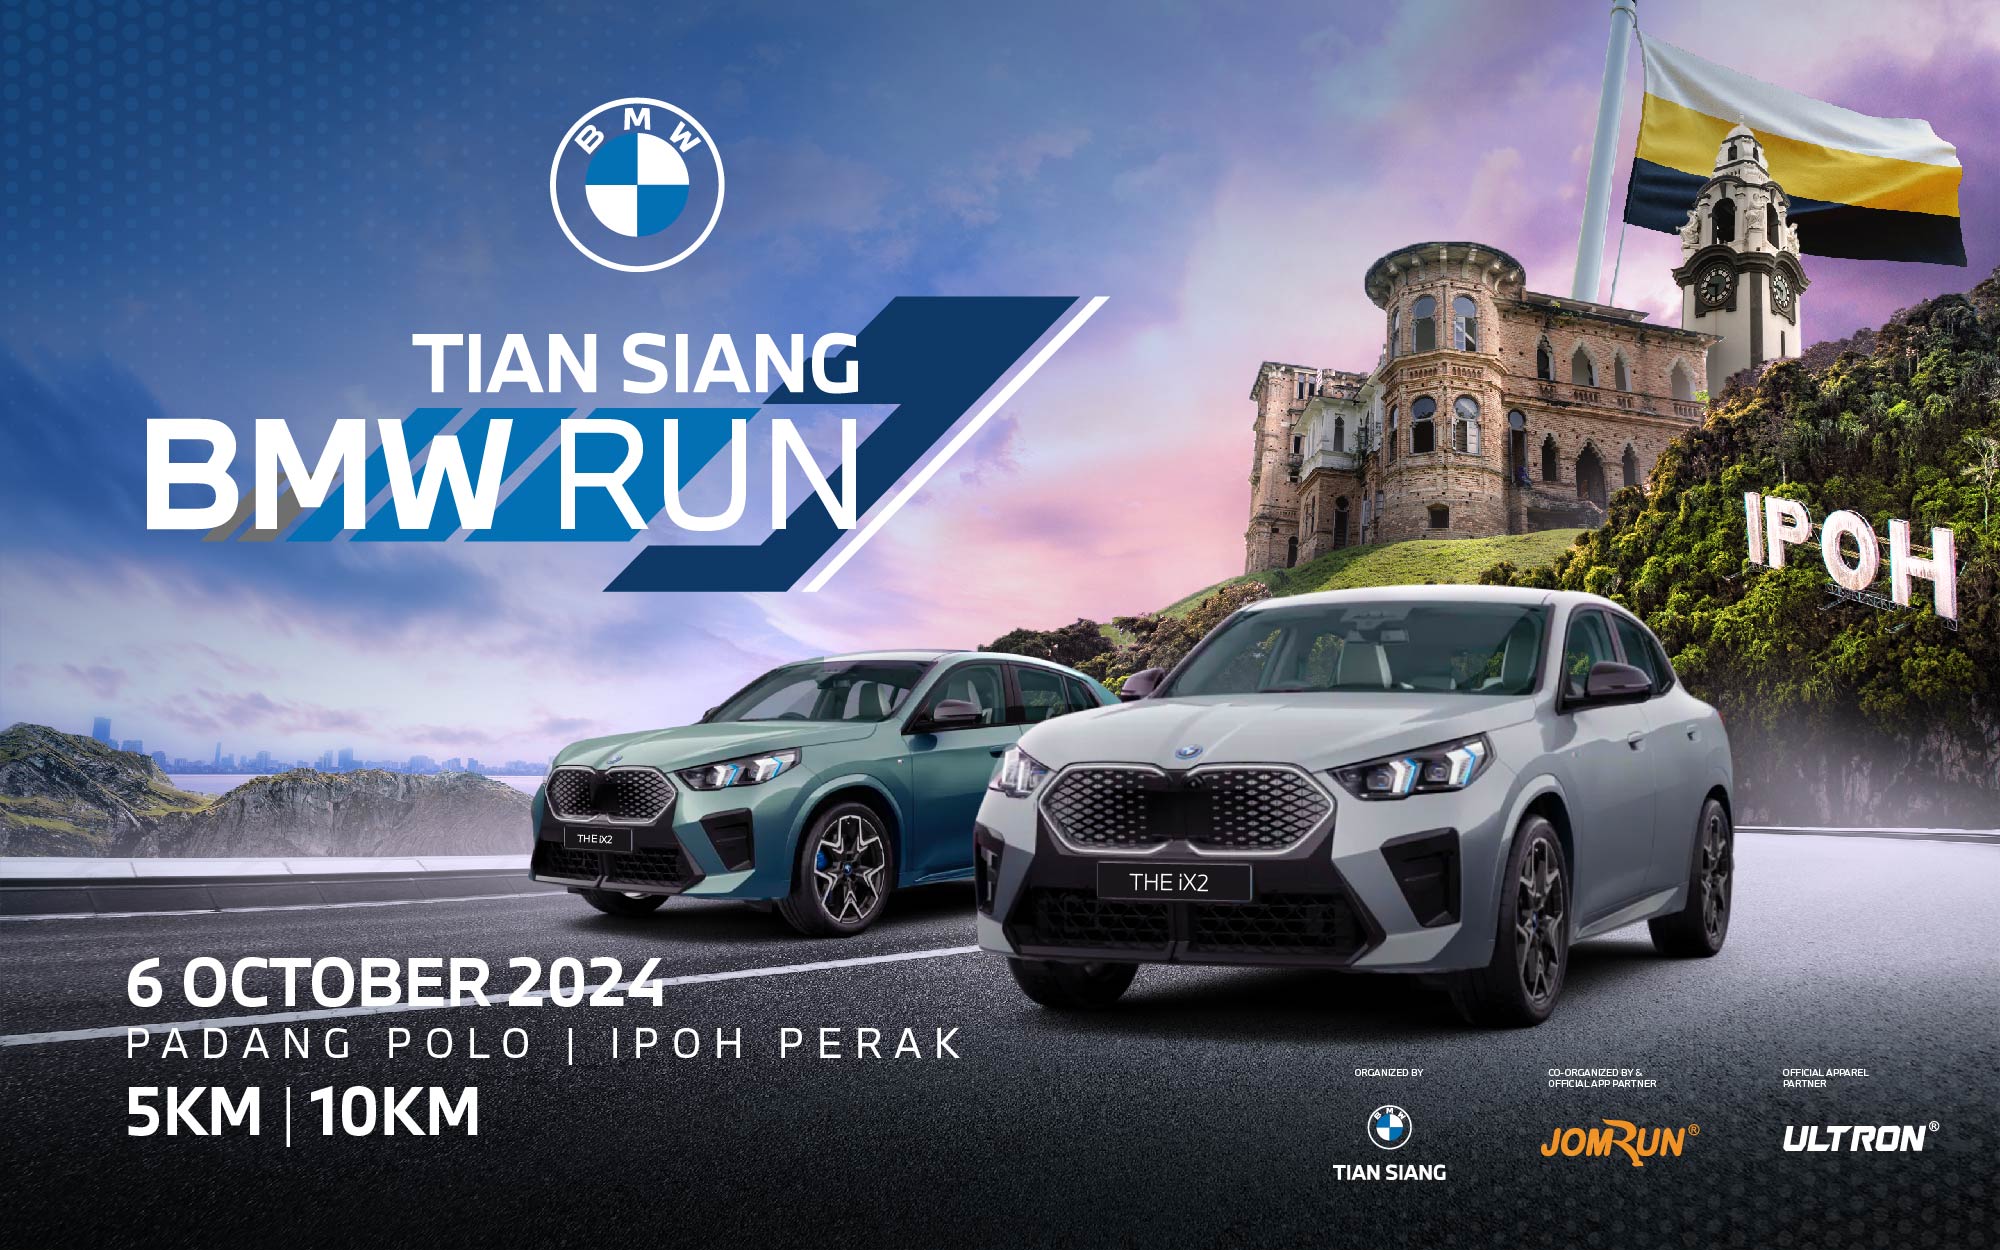 BMW
TIAN SIANG
BMW RUN
IPOH
THE iX2
THE iX2
6 OCTOBER 2024
PADANG POLO | IPOH PERAK
5KM | 10KM
ORGANIZED BY
BMW
TIAN SIANG
CO-ORGANIZED BY &
OFFICIAL APP PARTNER
JOMRUN®
OFFICIAL APPAREL
PARTNER
ULTRON®